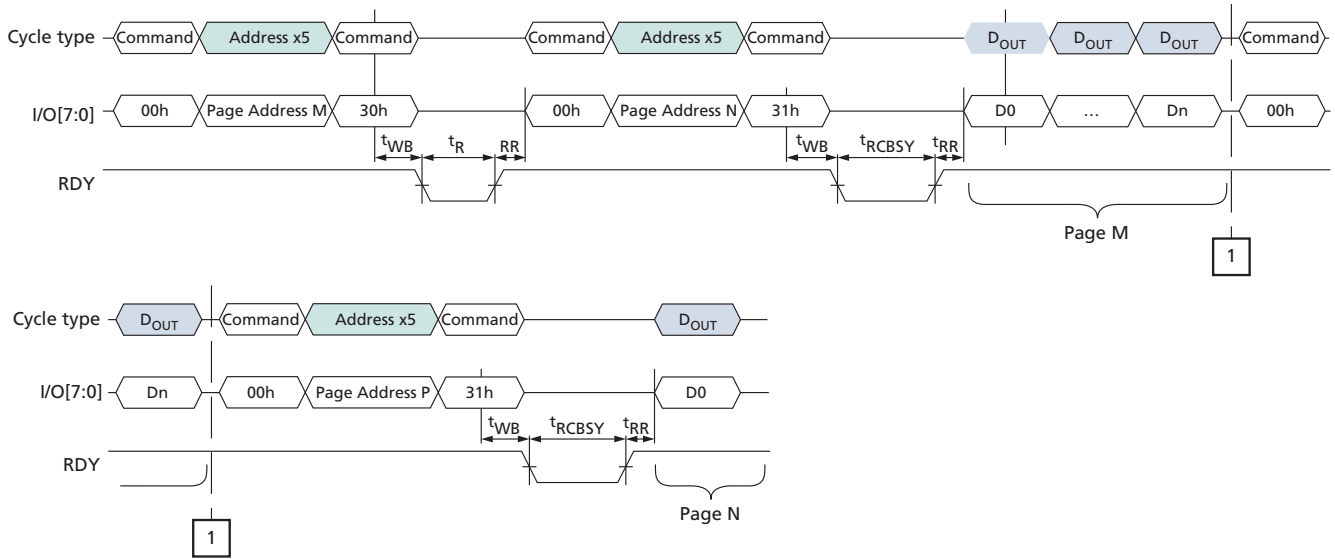 Cycle type Command Address x5 Command Command Address x5 Command DOUT DOUT DOUT Command
I/O[7:0] 00h Page Address M 30h 00h Page Address N 31h D0 ... Dn 00h
tWB tR RR tWB tRCBSY tRR
RDY
Page M
1
Cycle type DOUT Command Address x5 Command DOUT
I/O[7:0] Dn 00h Page Address P 31h D0
tWB tRCBSY tRR
RDY
Page N
1